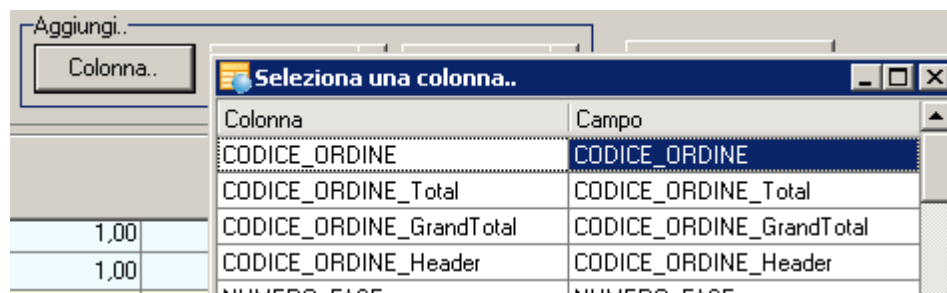 Aggiungi..
Colonna..
Seleziona una colonna..
Colonna Campo
CODICE_ORDINE CODICE_ORDINE
CODICE_ORDINE_Total CODICE_ORDINE_Total
1,00 CODICE_ORDINE_GrandTotal CODICE_ORDINE_GrandTotal
1,00 CODICE_ORDINE_Header CODICE_ORDINE_Header